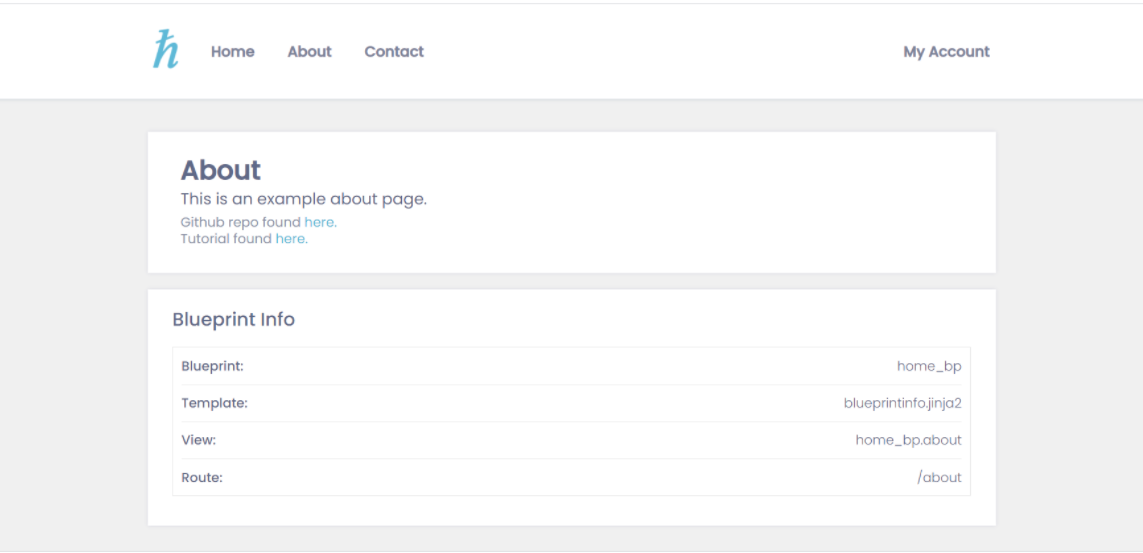 ℏ
Home About Contact My Account
About
This is an example about page.
Github repo found here.
Tutorial found here.
Blueprint Info
Blueprint: home_bp
Template: blueprintinfo.jinja2
View: home_bp.about
Route: /about